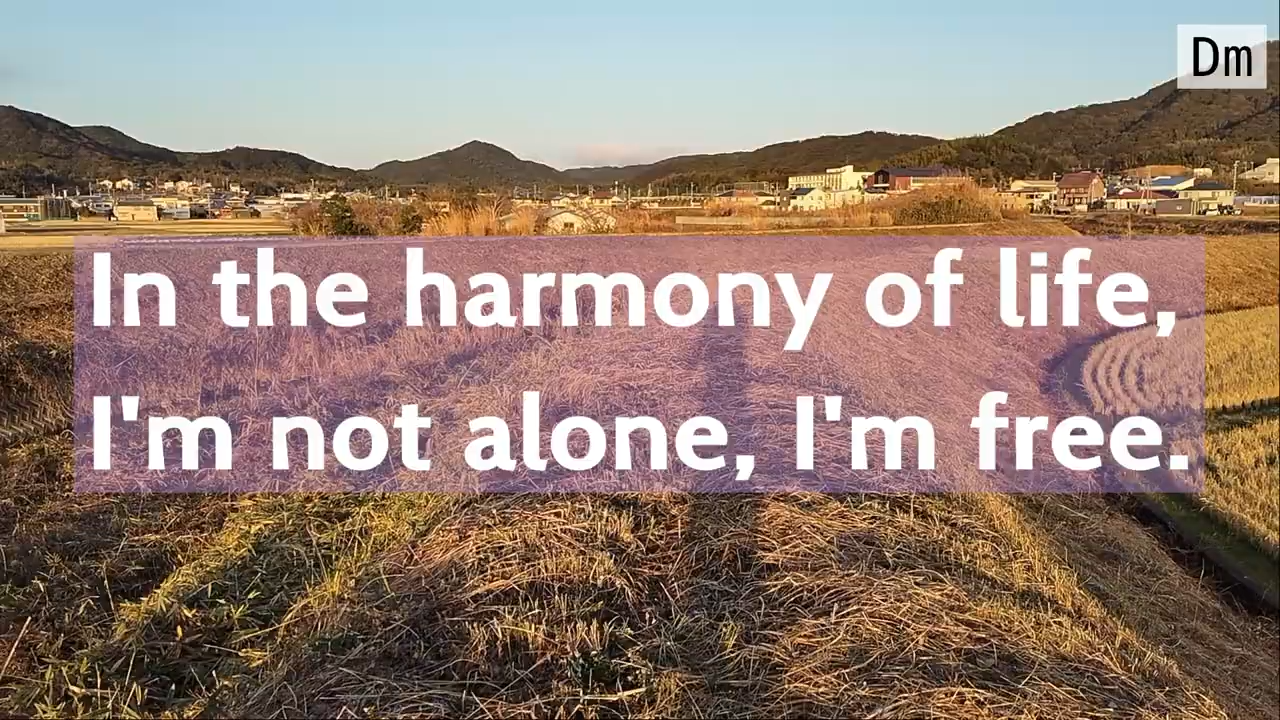 Dm
In the harmony of life,
I'm not alone, I'm free.